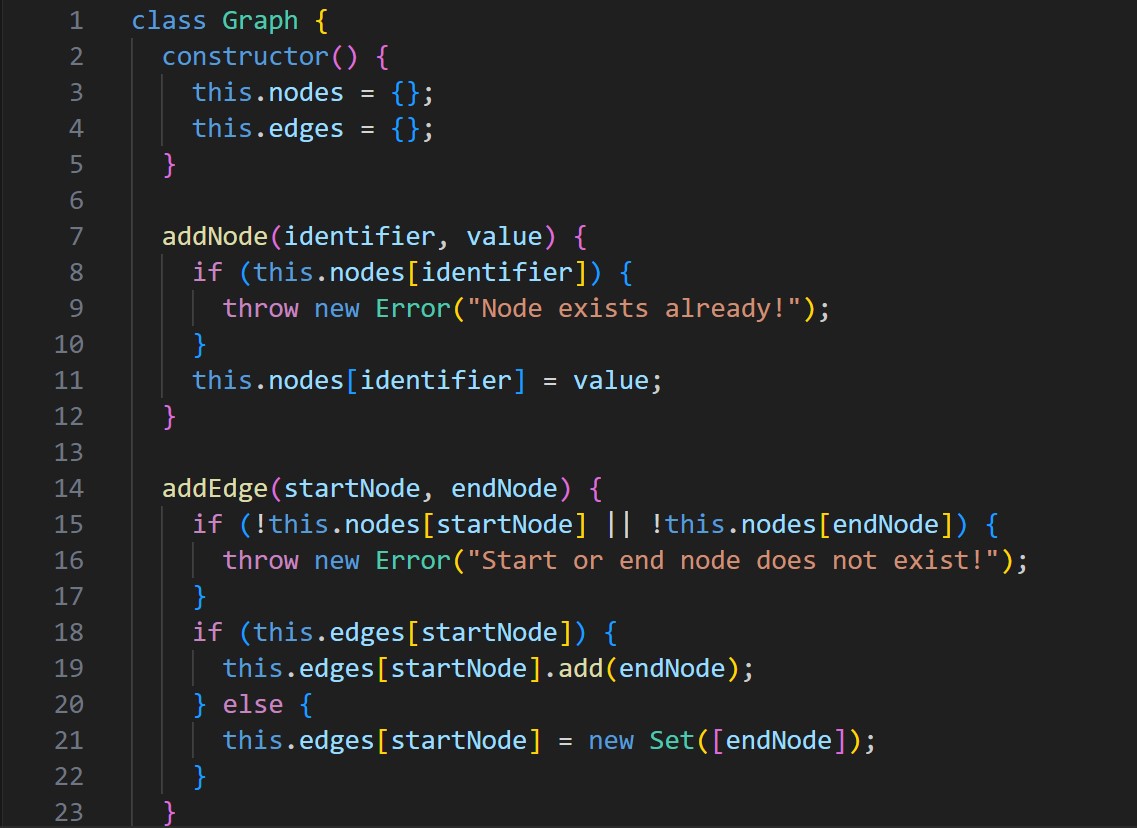 1 class Graph {
2   constructor() {
3     this.nodes = {};
4     this.edges = {};
5   }
6
7   addNode(identifier, value) {
8     if (this.nodes[identifier]) {
9       throw new Error("Node exists already!");
10     }
11     this.nodes[identifier] = value;
12   }
13
14   addEdge(startNode, endNode) {
15     if (!this.nodes[startNode] || !this.nodes[endNode]) {
16       throw new Error("Start or end node does not exist!");
17     }
18     if (this.edges[startNode]) {
19       this.edges[startNode].add(endNode);
20     } else {
21       this.edges[startNode] = new Set([endNode]);
22     }
23   }